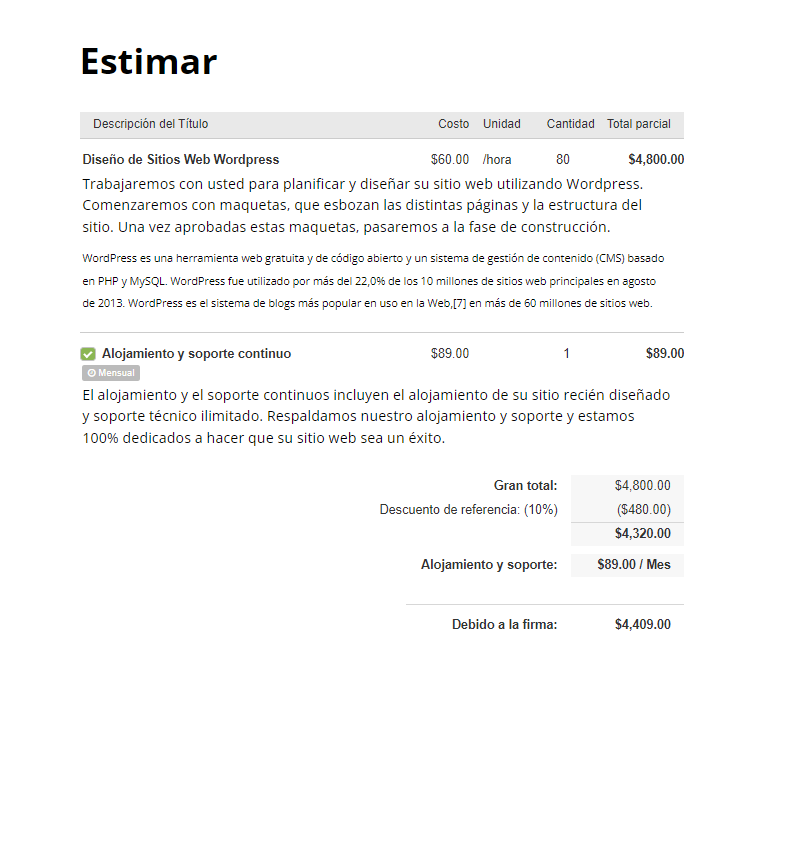 Estimar
Descripción del Título Costo Unidad Cantidad Total parcial
Diseño de Sitios Web Wordpress $60.00 /hora 80 $4,800.00
Trabajaremos con usted para planificar y diseñar su sitio web utilizando Wordpress.
Comenzaremos con maquetas, que esbozan las distintas páginas y la estructura del
sitio. Una vez aprobadas estas maquetas, pasaremos a la fase de construcción.
WordPress es una herramienta web gratuita y de código abierto y un sistema de gestión de contenido (CMS) basado
en PHP y MySQL. WordPress fue utilizado por más del 22,0% de los 10 millones de sitios web principales en agosto
de 2013. WordPress es el sistema de blogs más popular en uso en la Web,[7] en más de 60 millones de sitios web.
Alojamiento y soporte continuo $89.00 1 $89.00
Mensual
El alojamiento y el soporte continuos incluyen el alojamiento de su sitio recién diseñado
y soporte técnico ilimitado. Respaldamos nuestro alojamiento y soporte y estamos
100% dedicados a hacer que su sitio web sea un éxito.
Gran total: $4,800.00
Descuento de referencia: (10%) ($480.00)
$4,320.00
Alojamiento y soporte: $89.00 / Mes
Debido a la firma: $4,409.00